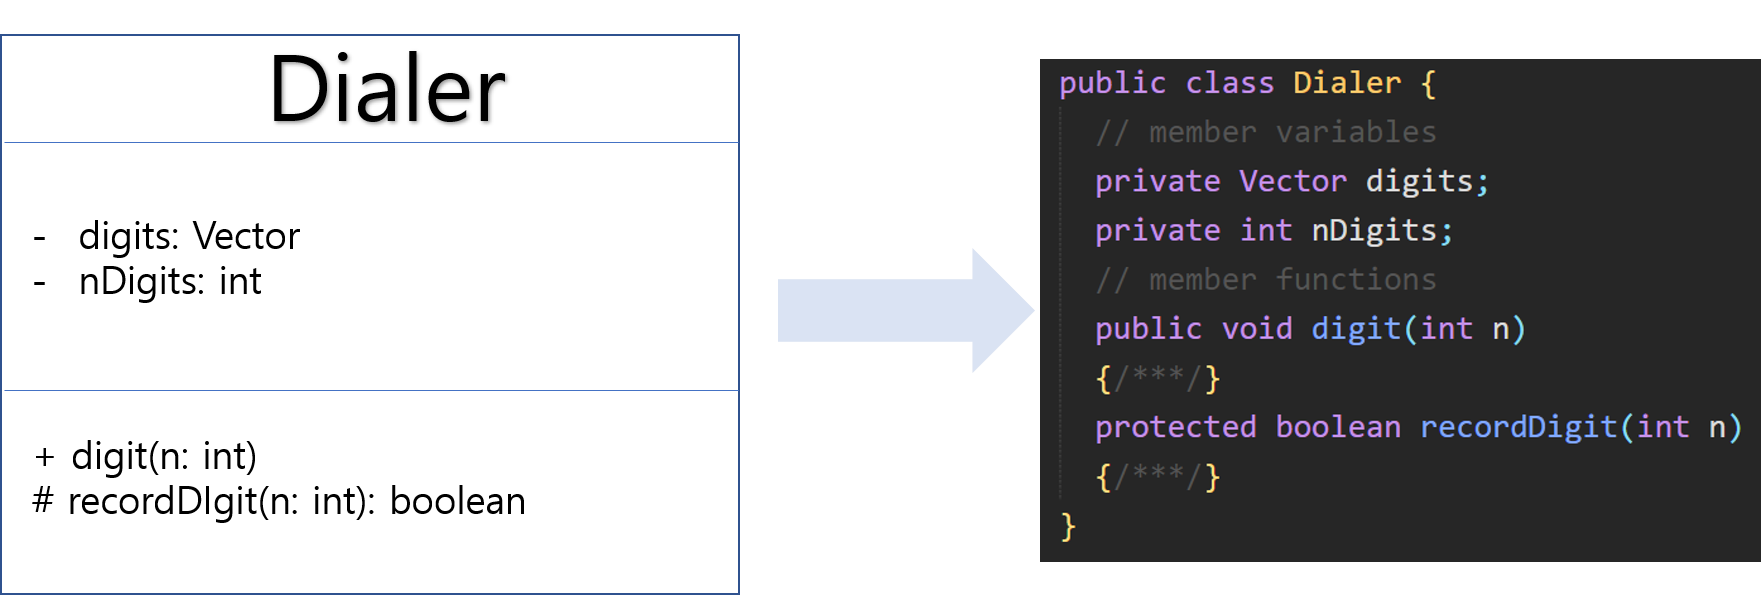 Dialer
- digits: Vector
- nDigits: int
+ digit(n: int)
# recordDIgit(n: int): boolean
public class Dialer {
// member variables
private Vector digits;
private int nDigits;
// member functions
public void digit(int n)
{/***/}
protected boolean recordDigit(int n)
{/***/}
}